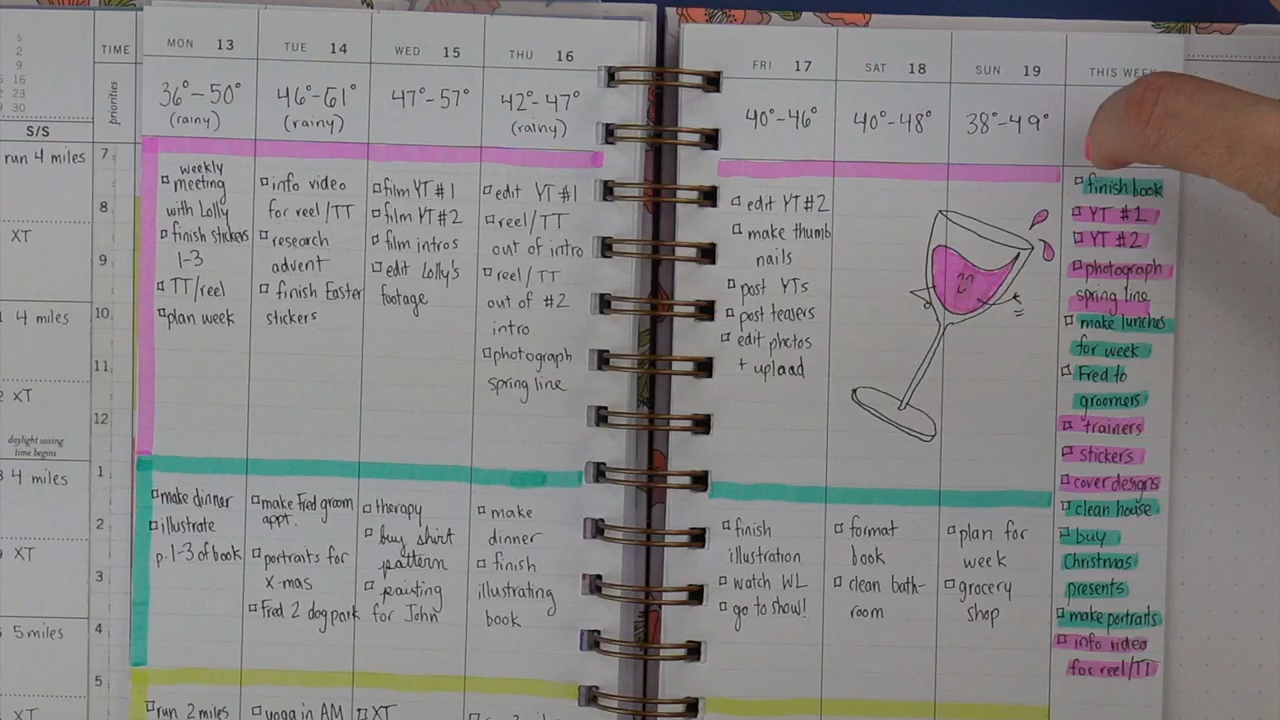 5
2
9
16
23
30
S/S
run 4 miles
XT
4 miles
XT
daylight saving
time begins
4 miles
XT
5 miles
XT
TIME
priorities
7
8
9
10
11
12
1
2
3
4
5
MON 13
36°-50°
(rainy)
weekly
meeting
with Lolly
finish stickers
1-3
TT/reel
plan week
make dinner
illustrate
p. 1-3 of book
run 2 miles
TUE 14
46°-61°
(rainy)
info video
for reel/TT
research
advent
finish Easter
stickers
make Fred groom
appt.
portraits for
x-mas
Fred 2 dog park
yoga in AM
WED 15
47°-57°
film YT #1
film YT #2
film intros
edit Lolly's
footage
therapy
buy shirt
pattern
painting
for John
XT
THU 16
42°-47°
(rainy)
edit YT #1
reel/TT
out of intro
reel/TT
out of #2
intro
photograph
spring line
make
dinner
finish
illustrating
book
FRI 17
40°-46°
edit YT #2
make thumb
nails
post YTs
post teasers
edit photos
+ upload
finish
illustration
watch WL
go to show!
SAT 18
40°-48°
format
book
clean bath-
room
SUN 19
38°-49°
plan for
week
grocery
shop
THIS WEEK
finish book
YT #1
YT #2
photograph
spring line
make lunches
for week
Fred to
groomers
trainers
stickers
cover designs
clean house
buy
Christmas
presents
make portraits
info video
for reel/TT